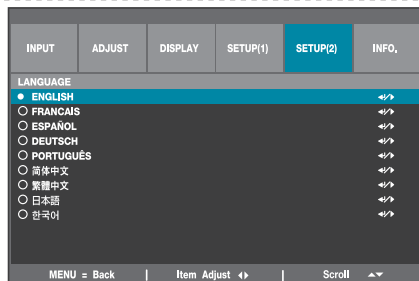 INPUT ADJUST DISPLAY SETUP(1) SETUP(2) INFO.
LANGUAGE
ENGLISH
FRANCAİS
ESPAÑOL
DEUTSCH
PORTUGUÊS
简体中文
繁體中文
日本語
한국어
MENU = Back | Item Adjust | Scroll